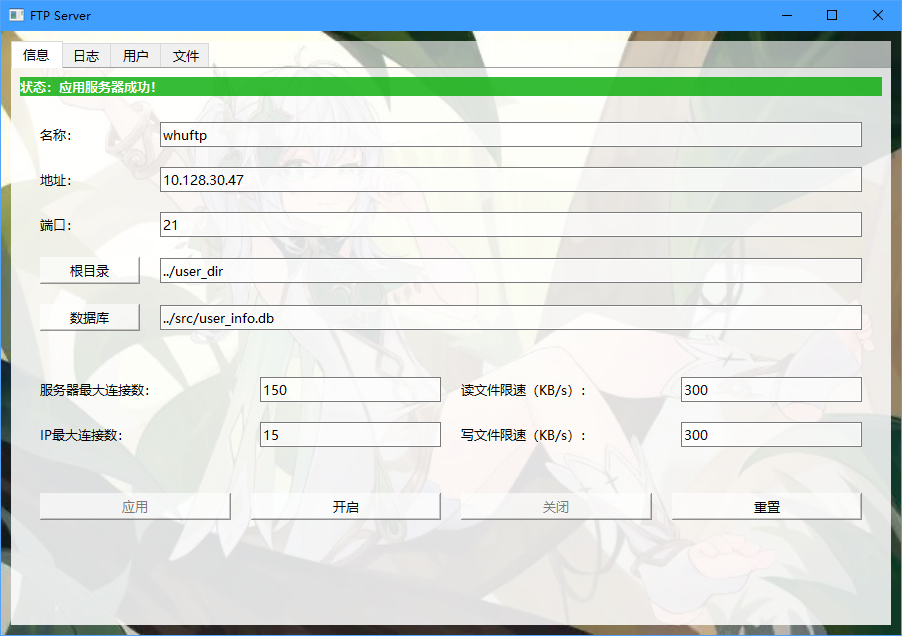 FTP Server
信息 日志 用户 文件
状态：应用服务器成功!
名称: whuftp
地址: 10.128.30.47
端口: 21
根目录 ../user_dir
数据库 ../src/user_info.db
服务器最大连接数: 150 读文件限速（KB/s）: 300
IP最大连接数: 15 写文件限速（KB/s）: 300
应用 开启 关闭 重置